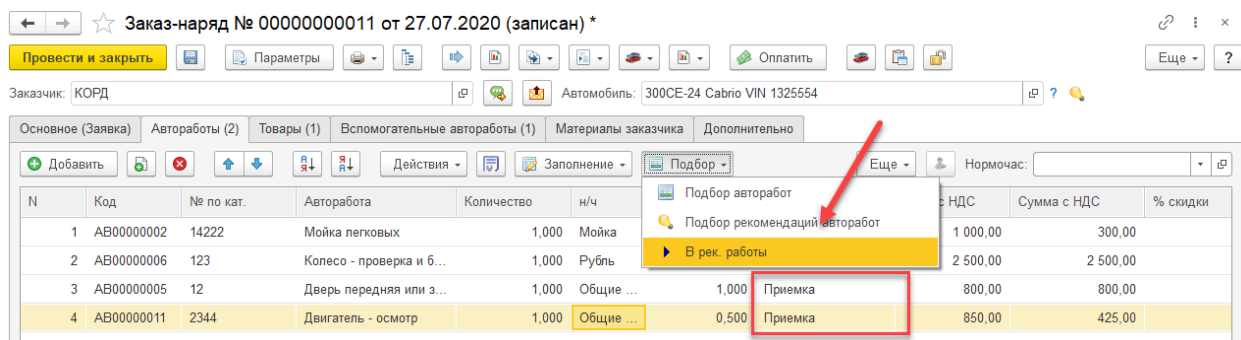 Заказ-наряд № 00000000011 от 27.07.2020 (записан) *
Провести и закрыть Параметры Оплатить Еще ?
Заказчик: КОРД Автомобиль: 300CE-24 Cabrio VIN 1325554 ?
Основное (Заявка) Автоработы (2) Товары (1) Вспомогательные автоработы (1) Материалы заказчика Дополнительно
Добавить Действия Заполнение Подбор Еще Нормочас:
N Код № по кат. Авторабота Количество н/ч с НДС Сумма с НДС % скидки
Подбор авторабот
Подбор рекомендаций авторабот
В рек. работы
1 АВ00000002 14222 Мойка легковых 1,000 Мойка 1 000,00 300,00
2 АВ00000006 123 Колесо - проверка и б... 1,000 Рубль 2 500,00 2 500,00
3 АВ00000005 12 Дверь передняя или з... 1,000 Общие ... 1,000 Приемка 800,00 800,00
4 АВ00000011 2344 Двигатель - осмотр 1,000 Общие ... 0,500 Приемка 850,00 425,00